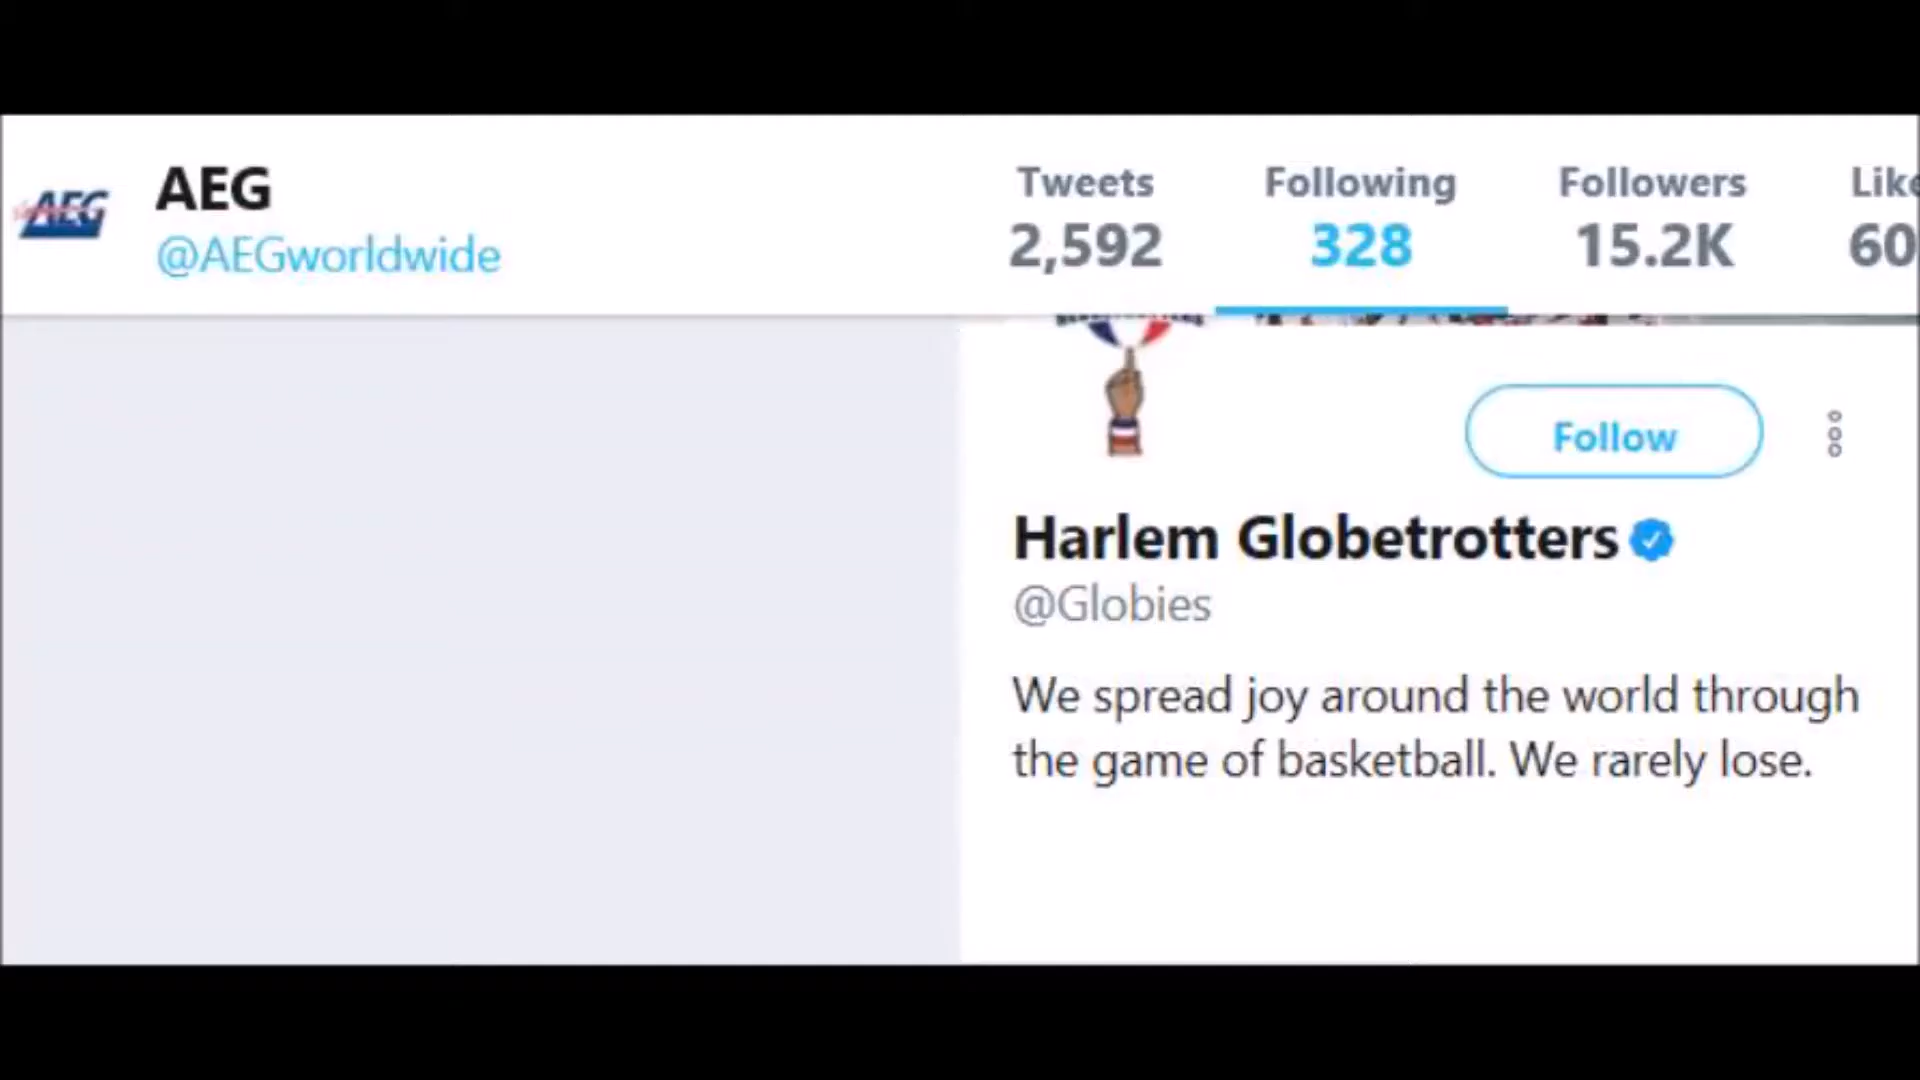 AEG
AEG
@AEGworldwide
Tweets
2,592
Following
328
Followers
15.2K
Follow
Harlem Globetrotters
@Globies
We spread joy around the world through
the game of basketball. We rarely lose.